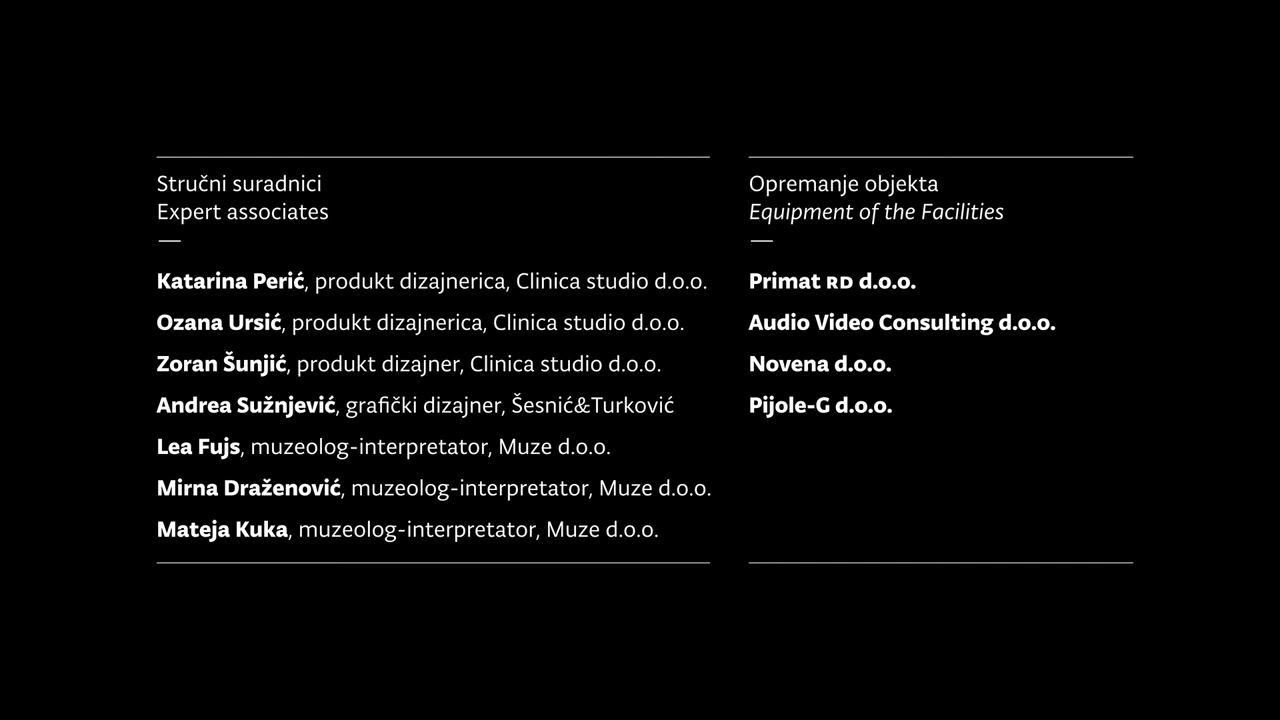 Stručni suradnici
Expert associates
—
Katarina Perić, produkt dizajnerica, Clinica studio d.o.o.
Ozana Ursić, produkt dizajnerica, Clinica studio d.o.o.
Zoran Šunjić, produkt dizajner, Clinica studio d.o.o.
Andrea Sužnjević, grafički dizajner, Šesnić&Turković
Lea Fujs, muzeolog-interpretator, Muze d.o.o.
Mirna Draženović, muzeolog-interpretator, Muze d.o.o.
Mateja Kuka, muzeolog-interpretator, Muze d.o.o.
Opremanje objekta
Equipment of the Facilities
—
Primat RD d.o.o.
Audio Video Consulting d.o.o.
Novena d.o.o.
Pijole-G d.o.o.